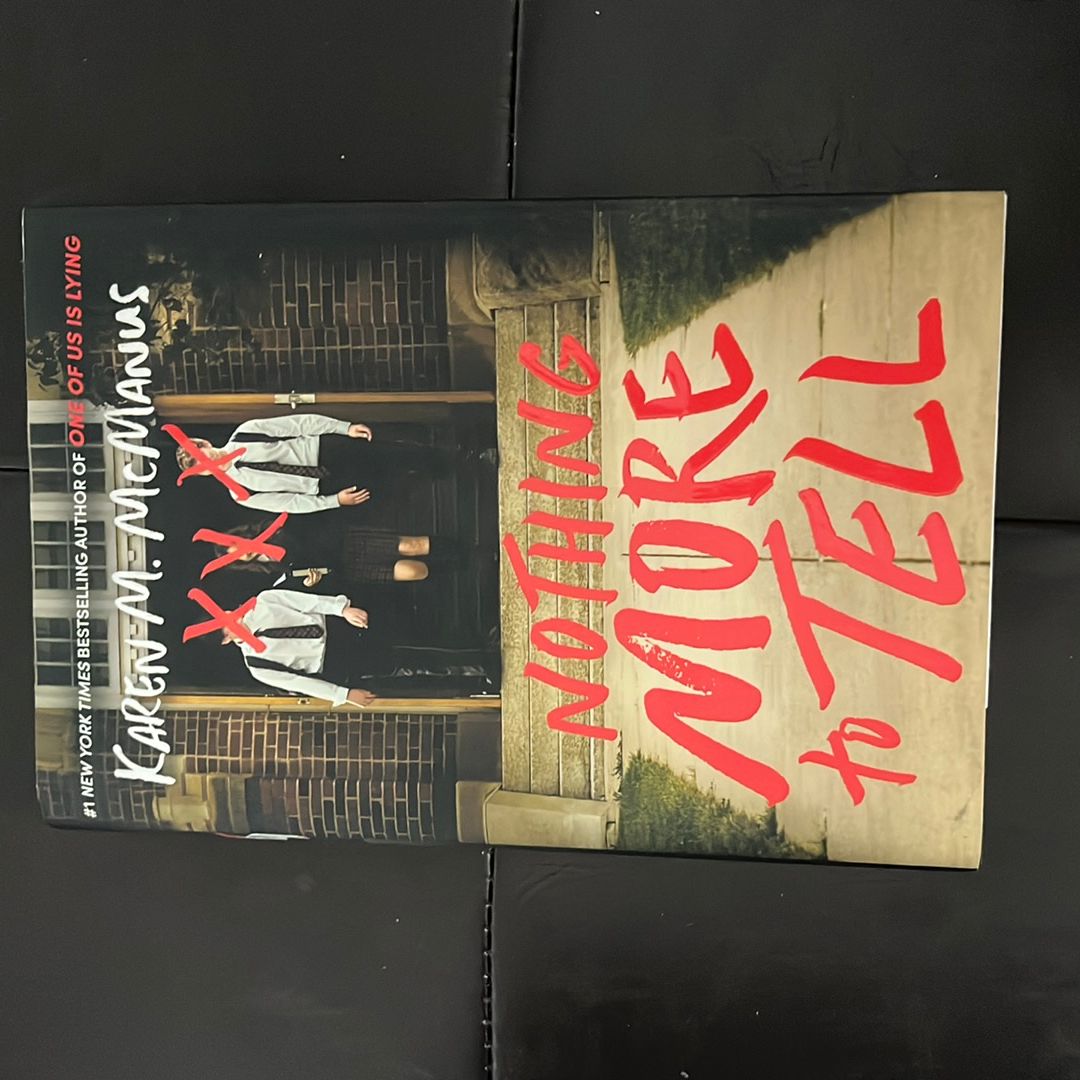 #1 NEW YORK TIMES BESTSELLING AUTHOR OF ONE OF US IS LYING
KAREN M. McMANUS
NOTHING
MORE
to TELL